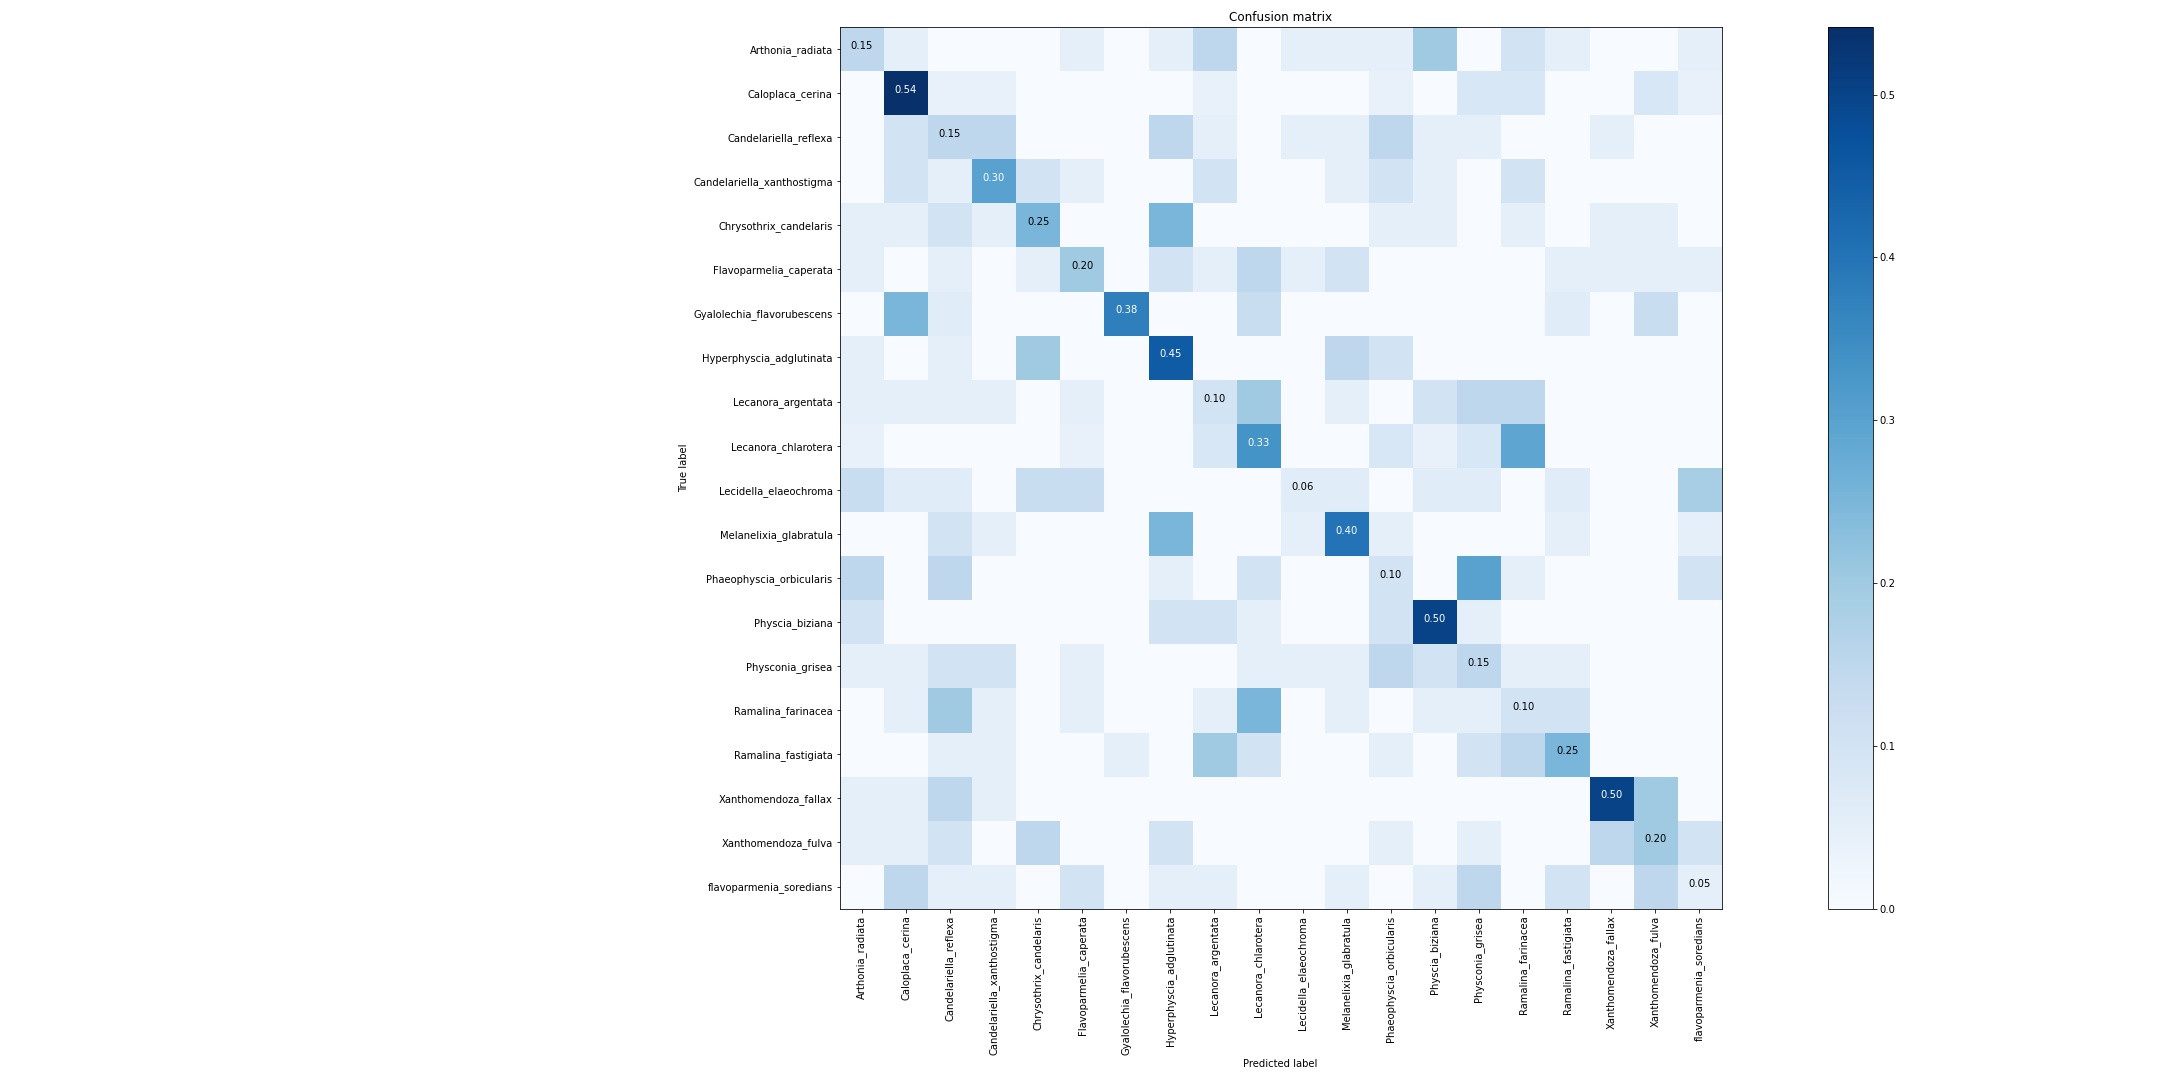 Confusion matrix
Arthonia_radiata
0.15
Caloplaca_cerina
0.54
Candelariella_reflexa
0.15
Candelariella_xanthostigma
0.30
Chrysothrix_candelaris
0.25
Flavoparmelia_caperata
0.20
Gyalolechia_flavorubescens
0.38
Hyperphyscia_adglutinata
0.45
Lecanora_argentata
0.10
Lecanora_chlarotera
0.33
Lecidella_elaeochroma
0.06
Melanelixia_glabratula
0.40
Phaeophyscia_orbicularis
0.10
Physcia_biziana
0.50
Physconia_grisea
0.15
Ramalina_farinacea
0.10
Ramalina_fastigiata
0.25
Xanthomendoza_fallax
0.50
Xanthomendoza_fulva
0.20
flavoparmenia_soredians
0.05
True label
Arthonia_radiata
Caloplaca_cerina
Candelariella_reflexa
Candelariella_xanthostigma
Chrysothrix_candelaris
Flavoparmelia_caperata
Gyalolechia_flavorubescens
Hyperphyscia_adglutinata
Lecanora_argentata
Lecanora_chlarotera
Lecidella_elaeochroma
Melanelixia_glabratula
Phaeophyscia_orbicularis
Physcia_biziana
Physconia_grisea
Ramalina_farinacea
Ramalina_fastigiata
Xanthomendoza_fallax
Xanthomendoza_fulva
flavoparmenia_soredians
Predicted label
0.5
0.4
0.3
0.2
0.1
0.0